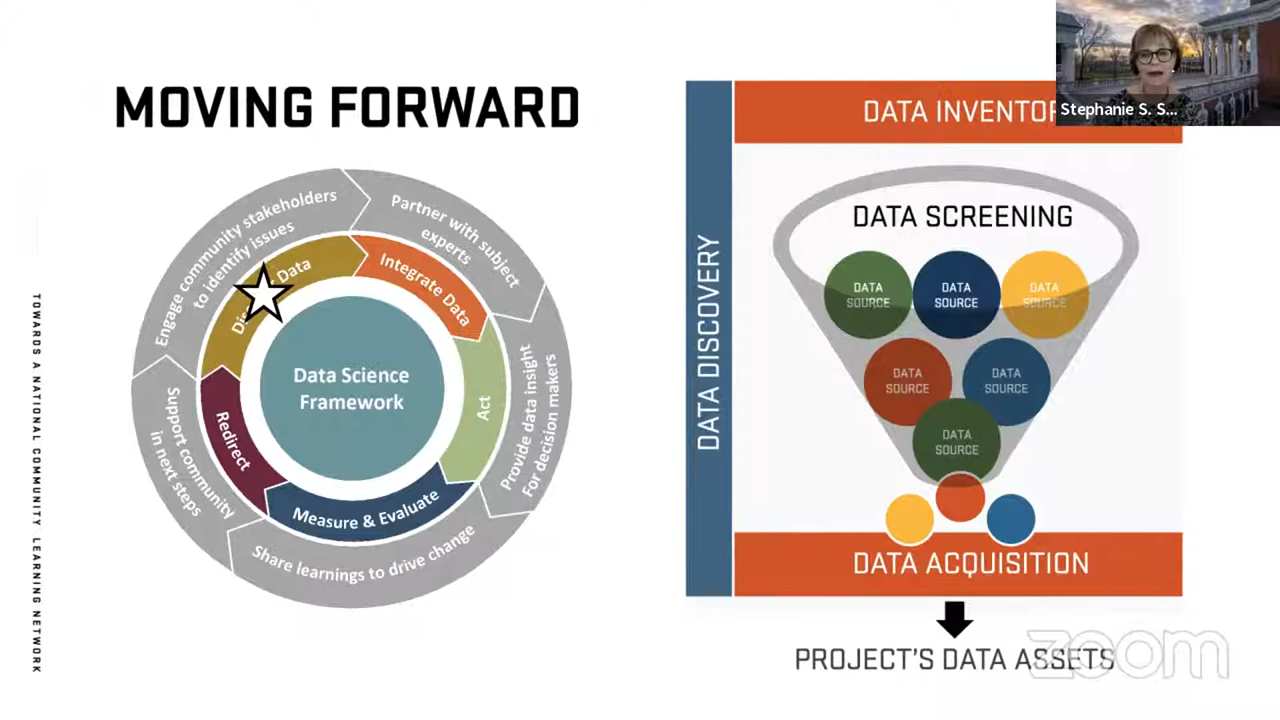 MOVING FORWARD
Engage community stakeholders
to identify issues
Partner with subject
experts
Provide data insight
For decision makers
Share learnings to drive change
Support community
in next steps
Data
Integrate Data
Act
Measure & Evaluate
Redirect
Data Science
Framework
TOWARDS A NATIONAL COMMUNITY LEARNING NETWORK
DATA DISCOVERY
DATA INVENTOR
Stephanie S. S...
DATA SCREENING
DATA
SOURCE
DATA
SOURCE
DATA
SOURCE
DATA
SOURCE
DATA
SOURCE
DATA
SOURCE
DATA ACQUISITION
PROJECT'S DATA ASSETS
zoom